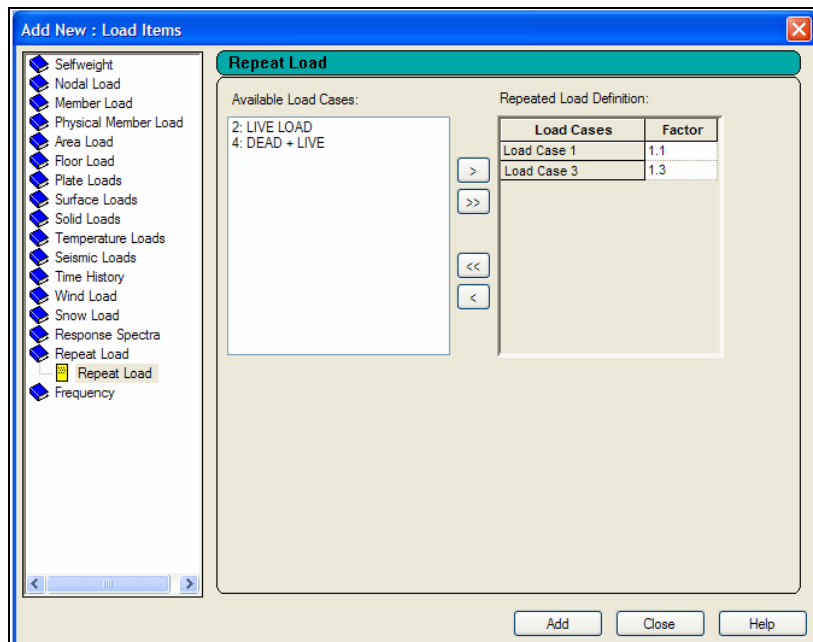 Add New : Load Items
Selfweight
Nodal Load
Member Load
Physical Member Load
Area Load
Floor Load
Plate Loads
Surface Loads
Solid Loads
Temperature Loads
Seismic Loads
Time History
Wind Load
Snow Load
Response Spectra
Repeat Load
Repeat Load
Frequency
Repeat Load
Available Load Cases:
2: LIVE LOAD
4: DEAD + LIVE
>
>>
<<
<
Repeated Load Definition:
Load Cases Factor
Load Case 1 1.1
Load Case 3 1.3
Add Close Help